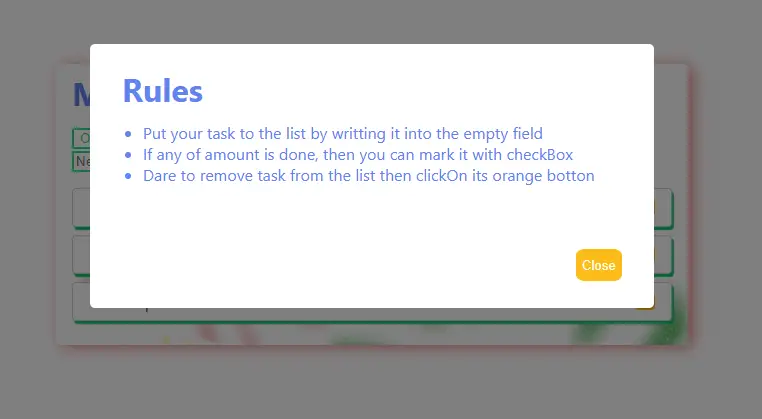 Rules
Put your task to the list by writting it into the empty field
If any of amount is done, then you can mark it with checkBox
Dare to remove task from the list then clickOn its orange botton
Close